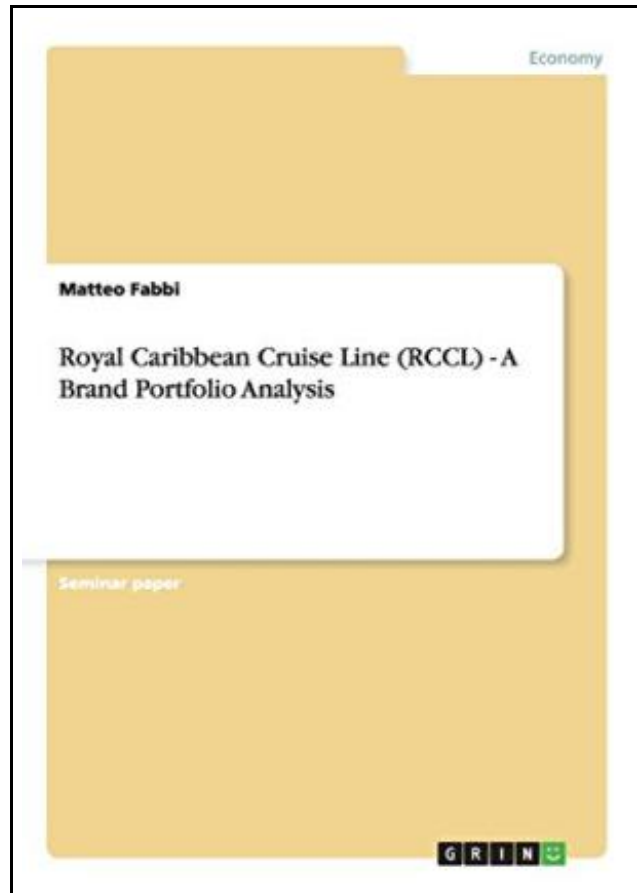 Economy
Matteo Fabbi
Royal Caribbean Cruise Line (RCCL) - A
Brand Portfolio Analysis
Seminar paper
GRIN